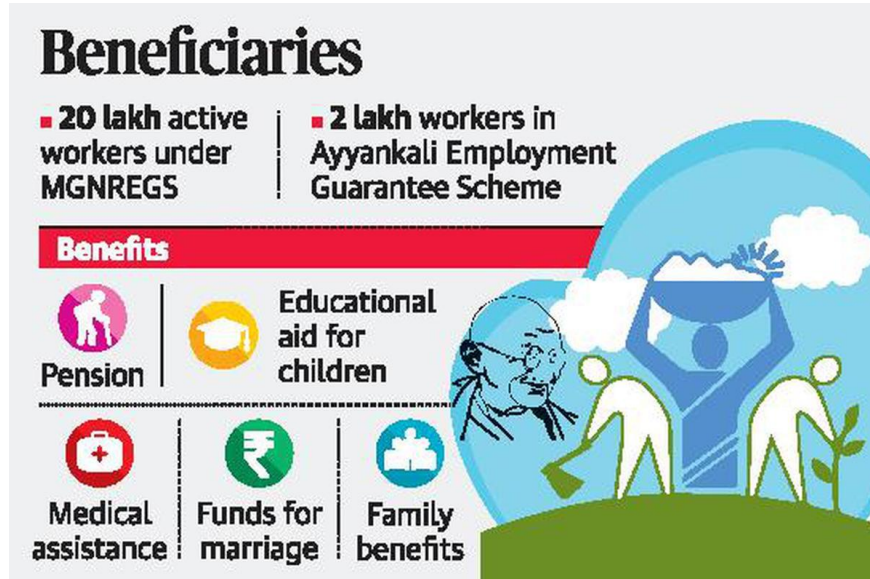 Beneficiaries
20 lakh active
workers under
MGNREGS
2 lakh workers in
Ayyankali Employment
Guarantee Scheme
Benefits
Pension
Educational
aid for
children
Medical
assistance
Funds for
marriage
Family
benefits